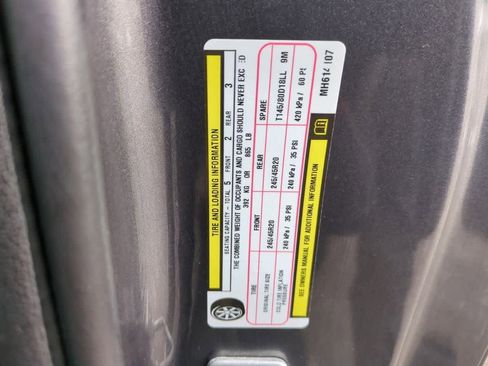 TIRE AND LOADING INFORMATION
SEATING CAPACITY - TOTAL 5 FRONT 2 REAR 3
THE COMBINED WEIGHT OF OCCUPANTS AND CARGO SHOULD NEVER EXC ED
392 KG OR 865 LB
TIRE FRONT REAR SPARE
ORIGINAL TIRE SIZE 245/45R20 245/45R20 T145/80D18LL 9M
COLD TIRE INFLATION PRESSURE 240 kPa / 35 PSI 240 kPa / 35 PSI 420 kPa / 60 PSI
SEE OWNERS MANUAL FOR ADDITIONAL INFORMATION